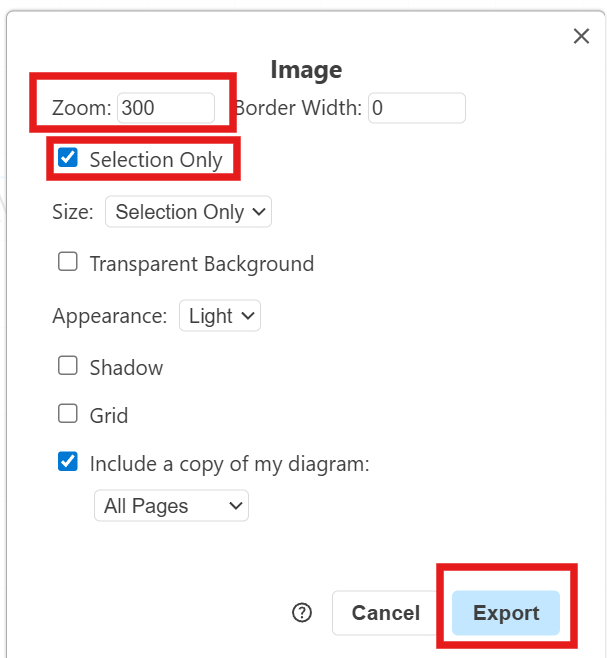 Image
Zoom: 300 Border Width: 0
Selection Only
Size: Selection Only
Transparent Background
Appearance: Light
Shadow
Grid
Include a copy of my diagram:
All Pages
? Cancel Export